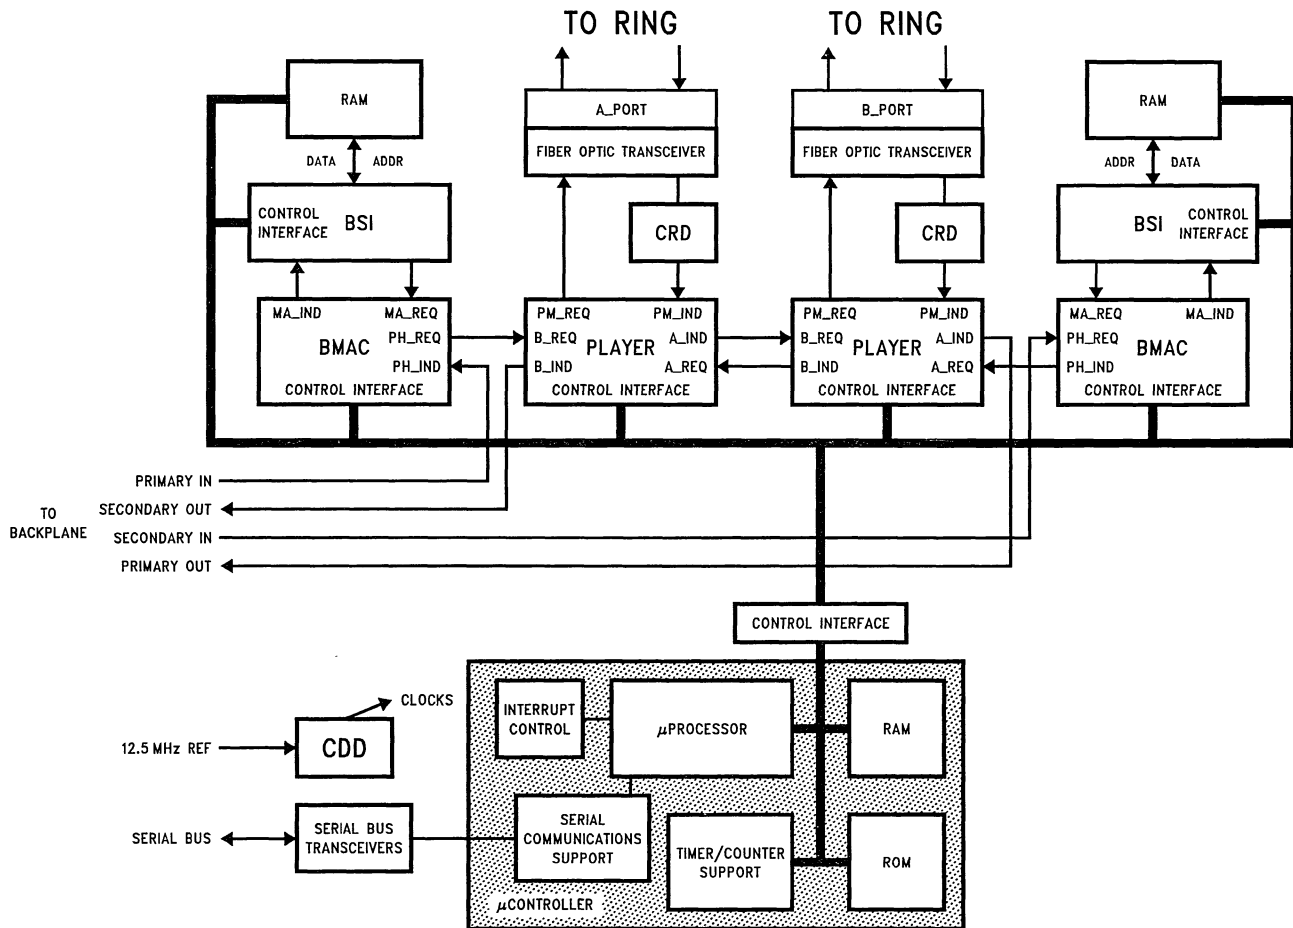 TO RING
TO RING
RAM
A_PORT
B_PORT
RAM
DATA
ADDR
FIBER OPTIC TRANSCEIVER
FIBER OPTIC TRANSCEIVER
ADDR
DATA
CONTROL
INTERFACE
BSI
CRD
CRD
BSI
CONTROL
INTERFACE
MA_IND
MA_REQ
PH_REQ
BMAC
PH_IND
CONTROL INTERFACE
PM_REQ
PM_IND
B_REQ
A_IND
PLAYER
B_IND
A_REQ
CONTROL INTERFACE
PM_REQ
PM_IND
B_REQ
A_IND
PLAYER
B_IND
A_REQ
CONTROL INTERFACE
MA_REQ
MA_IND
PH_REQ
BMAC
PH_IND
CONTROL INTERFACE
TO
BACKPLANE
PRIMARY IN
SECONDARY OUT
SECONDARY IN
PRIMARY OUT
CONTROL INTERFACE
CLOCKS
12.5 MHz REF
CDD
INTERRUPT
CONTROL
μPROCESSOR
RAM
SERIAL BUS
SERIAL BUS
TRANSCEIVERS
SERIAL
COMMUNICATIONS
SUPPORT
TIMER/COUNTER
SUPPORT
ROM
μCONTROLLER